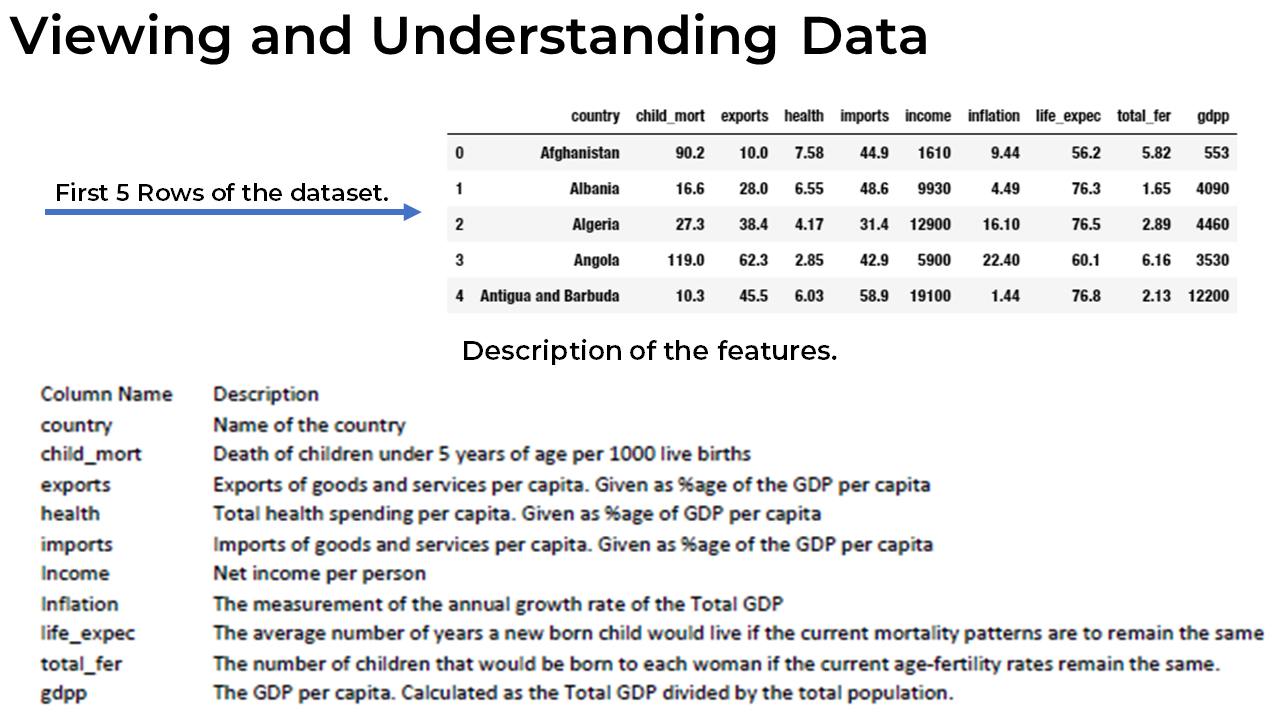 Viewing and Understanding Data
country child_mort exports health imports income inflation life_expec total_fer gdpp
0 Afghanistan 90.2 10.0 7.58 44.9 1610 9.44 56.2 5.82 553
1 Albania 16.6 28.0 6.55 48.6 9930 4.49 76.3 1.65 4090
First 5 Rows of the dataset.
2 Algeria 27.3 38.4 4.17 31.4 12900 16.10 76.5 2.89 4460
3 Angola 119.0 62.3 2.85 42.9 5900 22.40 60.1 6.16 3530
4 Antigua and Barbuda 10.3 45.5 6.03 58.9 19100 1.44 76.8 2.13 12200
Description of the features.
Column Name Description
country Name of the country
child_mort Death of children under 5 years of age per 1000 live births
exports Exports of goods and services per capita. Given as %age of the GDP per capita
health Total health spending per capita. Given as %age of GDP per capita
imports Imports of goods and services per capita. Given as %age of the GDP per capita
Income Net income per person
Inflation The measurement of the annual growth rate of the Total GDP
life_expec The average number of years a new born child would live if the current mortality patterns are to remain the same
total_fer The number of children that would be born to each woman if the current age-fertility rates remain the same.
gdpp The GDP per capita. Calculated as the Total GDP divided by the total population.